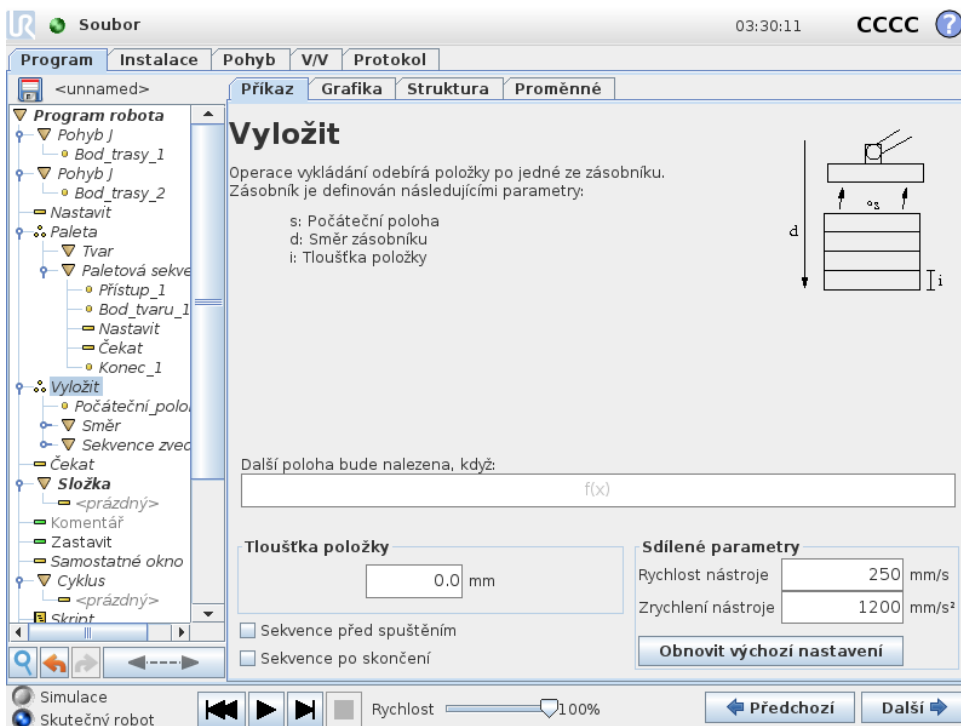 UR Soubor 03:30:11 CCCC ?
Program Instalace Pohyb V/V Protokol
<unnamed>
Příkaz Grafika Struktura Proměnné
Program robota
Pohyb J
Bod_trasy_1
Pohyb J
Bod_trasy_2
Nastavit
Paleta
Tvar
Paletová sekve
Přístup_1
Bod_tvaru_1
Nastavit
Čekat
Konec_1
Vyložit
Počáteční_polo
Směr
Sekvence zved
Čekat
Složka
<prázdný>
Komentář
Zastavit
Samostatné okno
Cyklus
<prázdný>
Skript
Vyložit
Operace vykládání odebírá položky po jedné ze zásobníku.
Zásobník je definován následujícími parametry:
s: Počáteční poloha
d: Směr zásobníku
i: Tloušťka položky
s
d
i
Další poloha bude nalezena, když:
f(x)
Tloušťka položky
0.0 mm
Sekvence před spuštěním
Sekvence po skončení
Sdílené parametry
Rychlost nástroje 250 mm/s
Zrychlení nástroje 1200 mm/s²
Obnovit výchozí nastavení
Simulace
Skutečný robot
Rychlost 100%
Předchozí Další